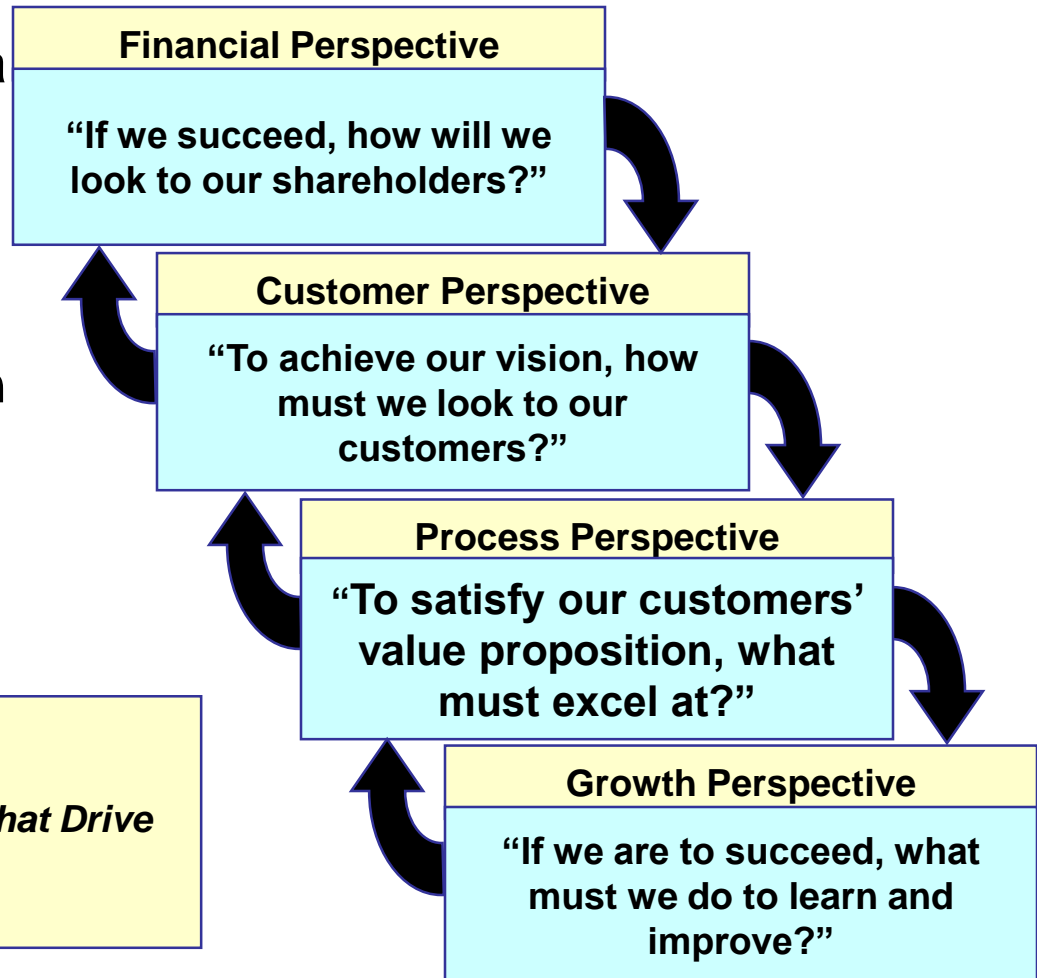 Financial Perspective
“If we succeed, how will we
look to our shareholders?”
Customer Perspective
“To achieve our vision, how
must we look to our
customers?”
Process Perspective
“To satisfy our customers’
value proposition, what
must excel at?”
hat Drive
Growth Perspective
“If we are to succeed, what
must we do to learn and
improve?”